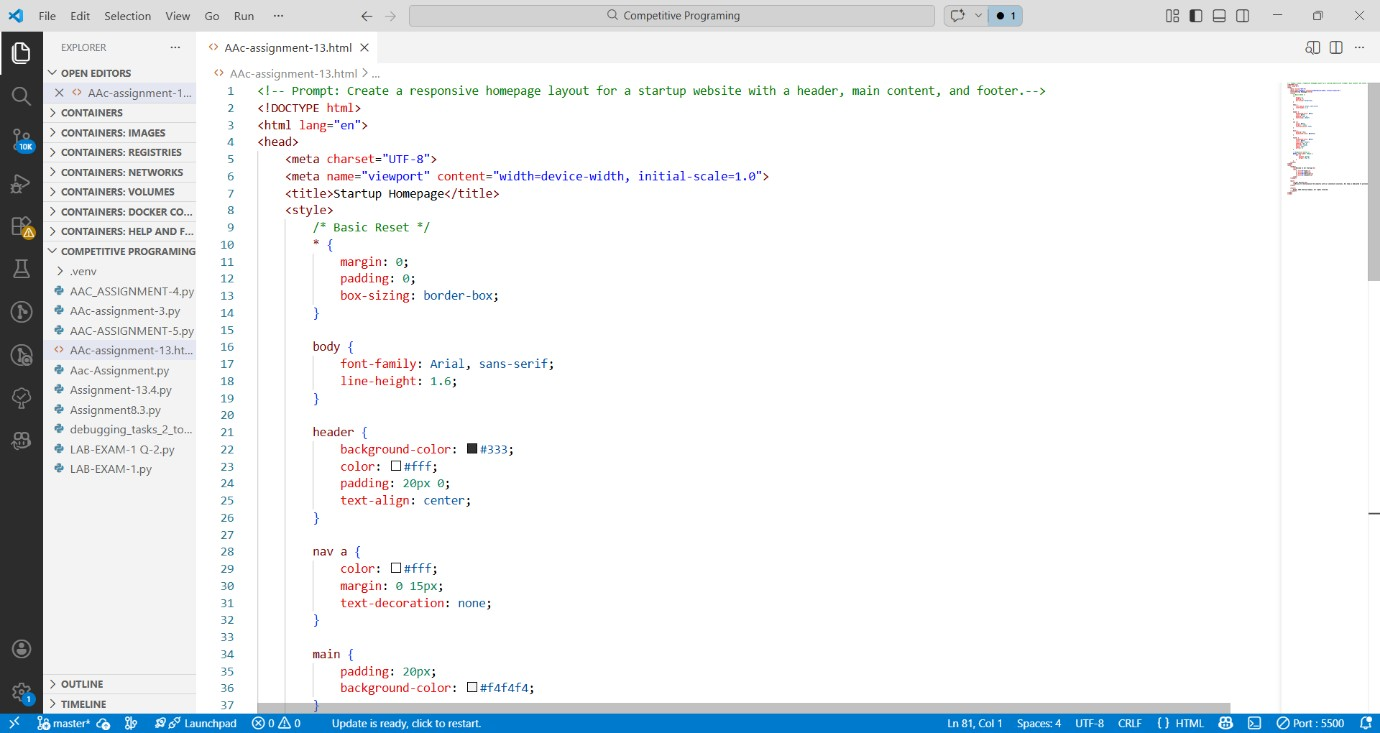 File Edit Selection View Go Run ··· Competitive Programing 1
EXPLORER ···
OPEN EDITORS
AAc-assignment-1...
CONTAINERS
CONTAINERS: IMAGES
CONTAINERS: REGISTRIES
CONTAINERS: NETWORKS
CONTAINERS: VOLUMES
CONTAINERS: DOCKER CO...
CONTAINERS: HELP AND F...
COMPETITIVE PROGRAMING
.venv
AAC_ASSIGNMENT-4.py
AAc-assignment-3.py
AAC-ASSIGNMENT-5.py
AAc-assignment-13.ht...
Aac-Assignment.py
Assignment-13.4.py
Assignment8.3.py
debugging_tasks_2_to...
LAB-EXAM-1 Q-2.py
LAB-EXAM-1.py
OUTLINE
TIMELINE
10K
1
AAc-assignment-13.html
AAc-assignment-13.html > ...
1 <!-- Prompt: Create a responsive homepage layout for a startup website with a header, main content, and footer.-->
2 <!DOCTYPE html>
3 <html lang="en">
4 <head>
5 <meta charset="UTF-8">
6 <meta name="viewport" content="width=device-width, initial-scale=1.0">
7 <title>Startup Homepage</title>
8 <style>
9 /* Basic Reset */
10 * {
11 margin: 0;
12 padding: 0;
13 box-sizing: border-box;
14 }
15
16 body {
17 font-family: Arial, sans-serif;
18 line-height: 1.6;
19 }
20
21 header {
22 background-color: #333;
23 color: #fff;
24 padding: 20px 0;
25 text-align: center;
26 }
27
28 nav a {
29 color: #fff;
30 margin: 0 15px;
31 text-decoration: none;
32 }
33
34 main {
35 padding: 20px;
36 background-color: #f4f4f4;
37 }
master* Launchpad 0 0 Update is ready, click to restart. Ln 81, Col 1 Spaces: 4 UTF-8 CRLF {} HTML Port : 5500